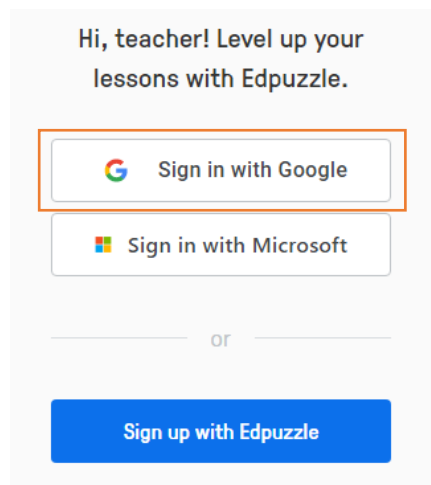 Hi, teacher! Level up your
lessons with Edpuzzle.
Sign in with Google
Sign in with Microsoft
or
Sign up with Edpuzzle